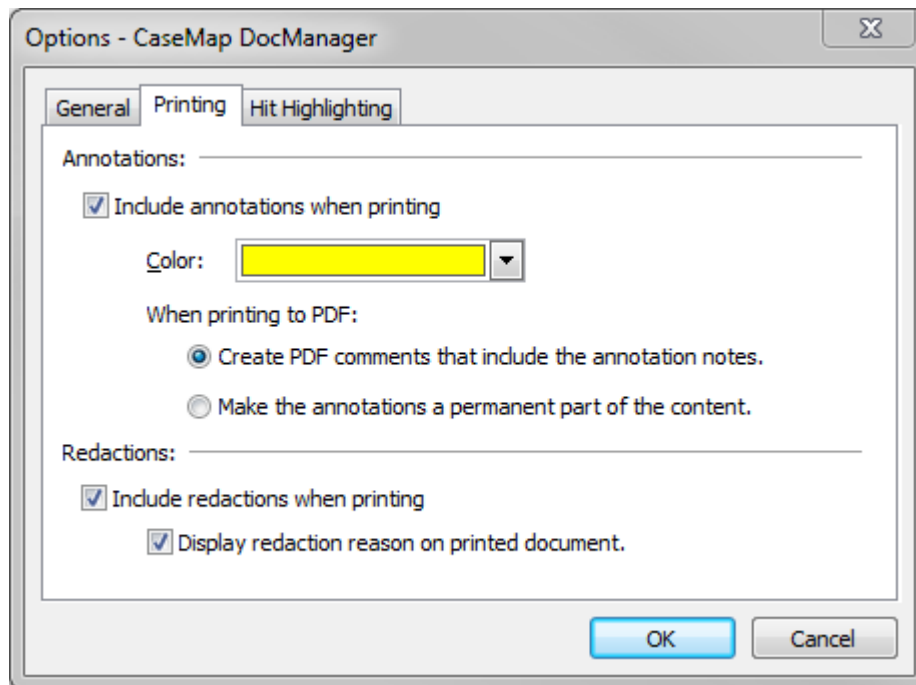 Options - CaseMap DocManager
General Printing Hit Highlighting
Annotations:
Include annotations when printing
Color:
When printing to PDF:
Create PDF comments that include the annotation notes.
Make the annotations a permanent part of the content.
Redactions:
Include redactions when printing
Display redaction reason on printed document.
OK Cancel